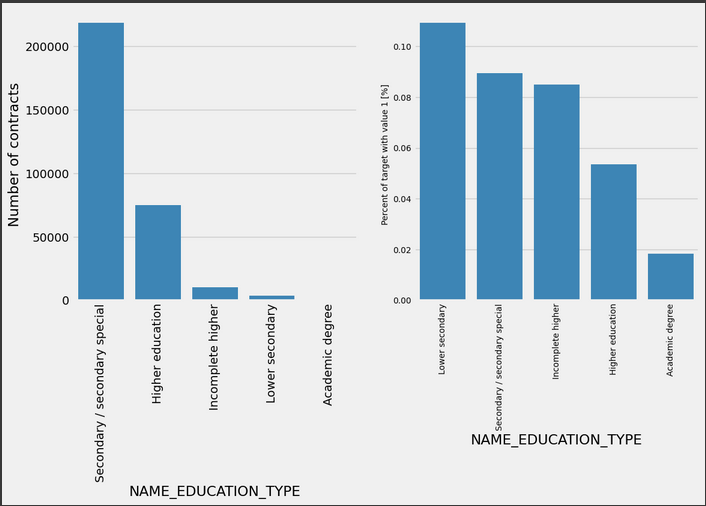 Number of contracts
200000
150000
100000
50000
0
Secondary / secondary special
Higher education
Incomplete higher
Lower secondary
Academic degree
NAME_EDUCATION_TYPE
Percent of target with value 1 [%]
0.10
0.08
0.06
0.04
0.02
0.00
Lower secondary
Secondary / secondary special
Incomplete higher
Higher education
Academic degree
NAME_EDUCATION_TYPE